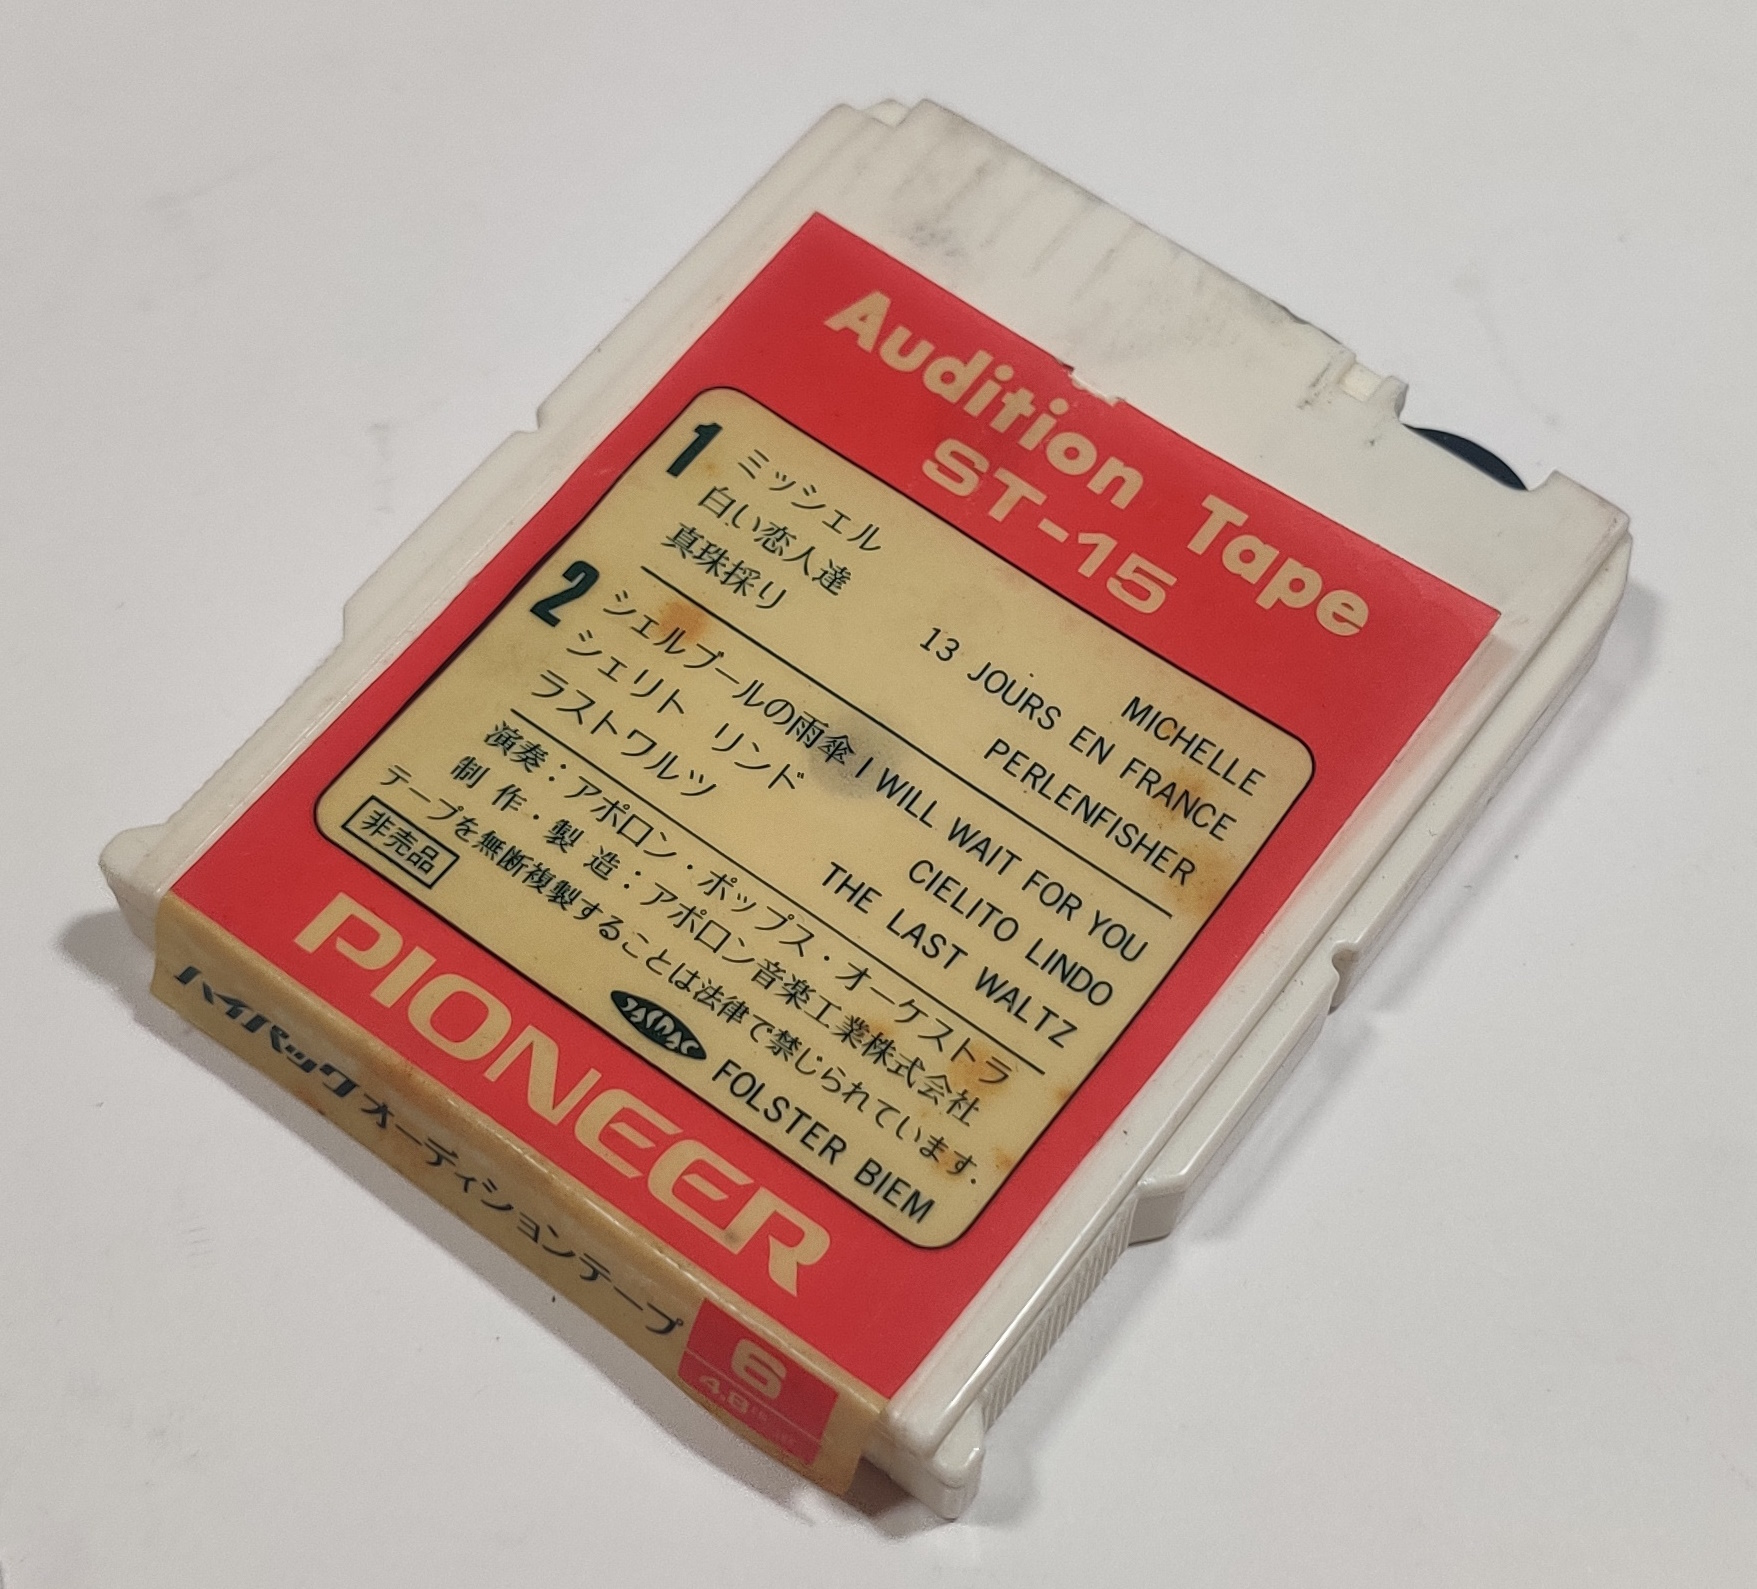 Audition Tape
ST-15
1 ミッシェル MICHELLE
白い恋人達 13 JOURS EN FRANCE
真珠採り PERLENFISHER
2 シェルブールの雨傘 I WILL WAIT FOR YOU
シェリト リンド CIELITO LINDO
ラストワルツ THE LAST WALTZ
演奏:アポロン・ポップス・オーケストラ
制作・製造:アポロン音楽工業株式会社
テープを無断複製することは法律で禁じられています.
非売品 JASRAC FOLSTER BIEM
PIONEER
ハイパックオーディションテープ
6
4.8